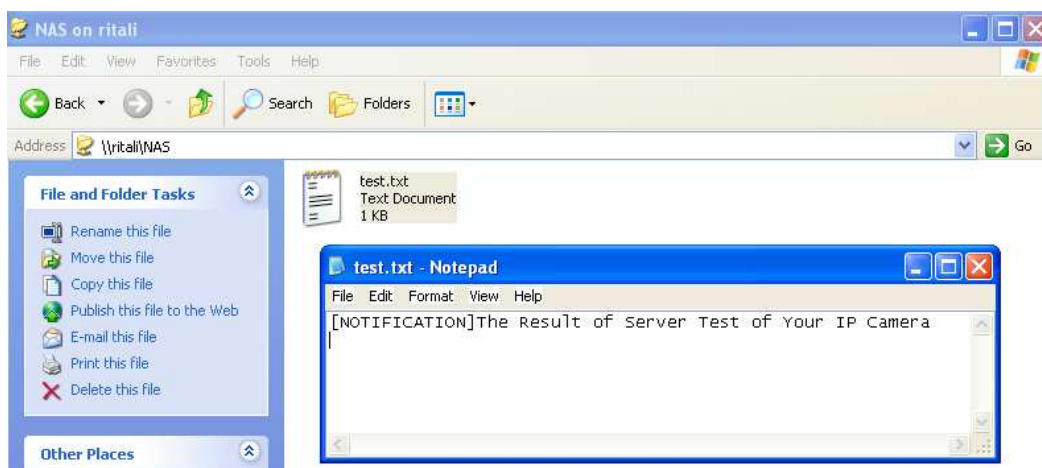 NAS on ritali
File Edit View Favorites Tools Help
Back Search Folders
Address \\ritali\NAS Go
File and Folder Tasks
Rename this file
Move this file
Copy this file
Publish this file to the Web
E-mail this file
Print this file
Delete this file
Other Places
test.txt
Text Document
1 KB
test.txt - Notepad
File Edit Format View Help
[NOTIFICATION]The Result of Server Test of Your IP Camera